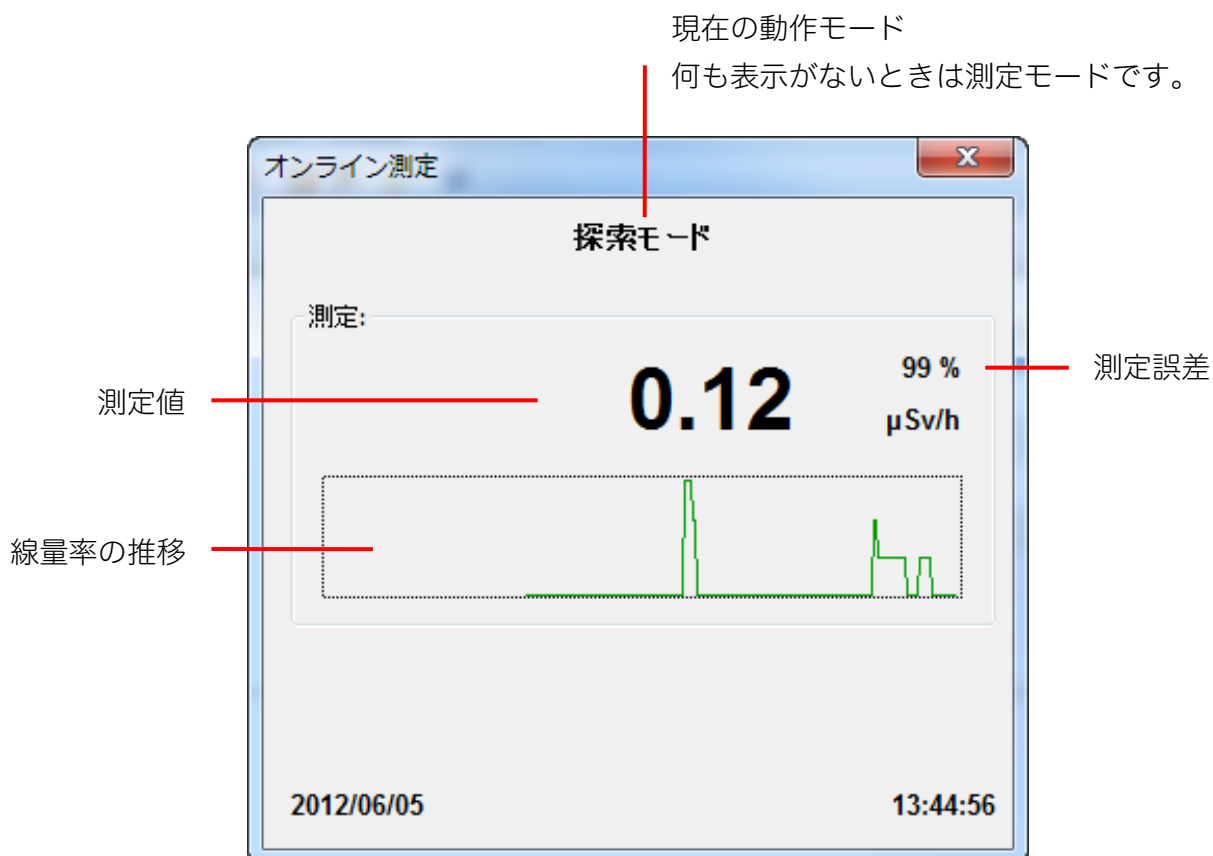 現在の動作モード
何も表示がないときは測定モードです。
オンライン測定
探索モード
測定:
測定値
0.12
99 %
μSv/h
測定誤差
線量率の推移
2012/06/05
13:44:56